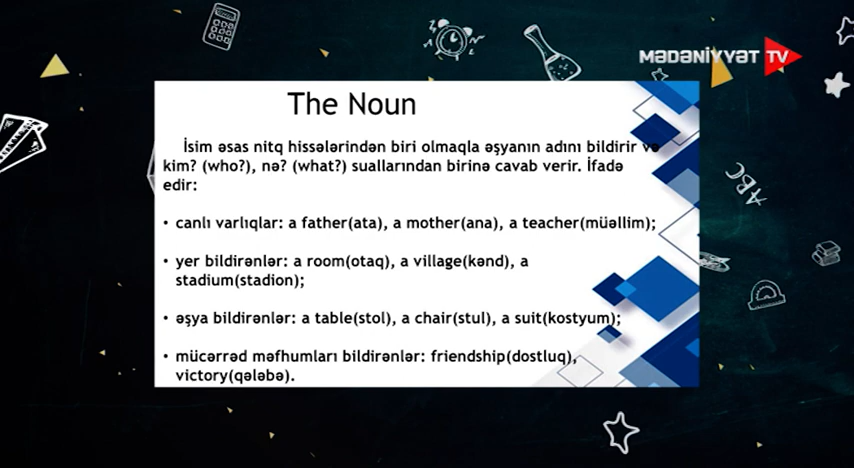 MƏDƏNİYYƏT TV
The Noun
İsim əsas nitq hissələrindən biri olmaqla əşyanın adını bildirir və
kim? (who?), nə? (what?) suallarından birinə cavab verir. İfadə
edir:
• canlı varlıqlar: a father(ata), a mother(ana), a teacher(müəllim);
• yer bildirənlər: a room(otaq), a village(kənd), a
stadium(stadion);
• əşya bildirənlər: a table(stol), a chair(stul), a suit(kostyum);
• mücərrəd məfhumları bildirənlər: friendship(dostluq),
victory(qələbə).
ABC